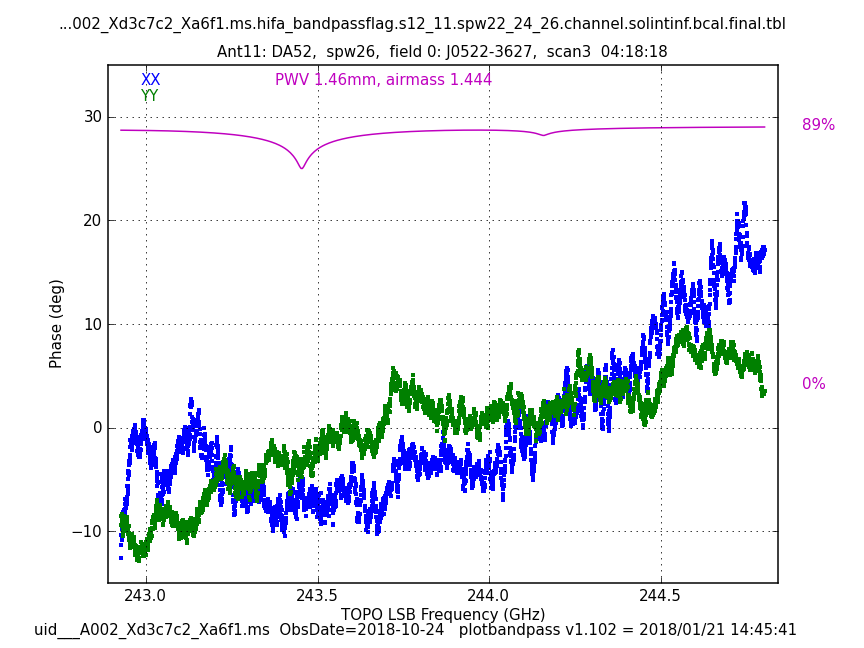 ...002_Xd3c7c2_Xa6f1.ms.hifa_bandpassflag.s12_11.spw22_24_26.channel.solintinf.bcal.final.tbl
Ant11: DA52, spw26, field 0: J0522-3627, scan3 04:18:18
XX
YY
PWV 1.46mm, airmass 1.444
89%
0%
30
20
10
0
−10
Phase (deg)
243.0
243.5
244.0
244.5
TOPO LSB Frequency (GHz)
uid___A002_Xd3c7c2_Xa6f1.ms ObsDate=2018-10-24 plotbandpass v1.102 = 2018/01/21 14:45:41